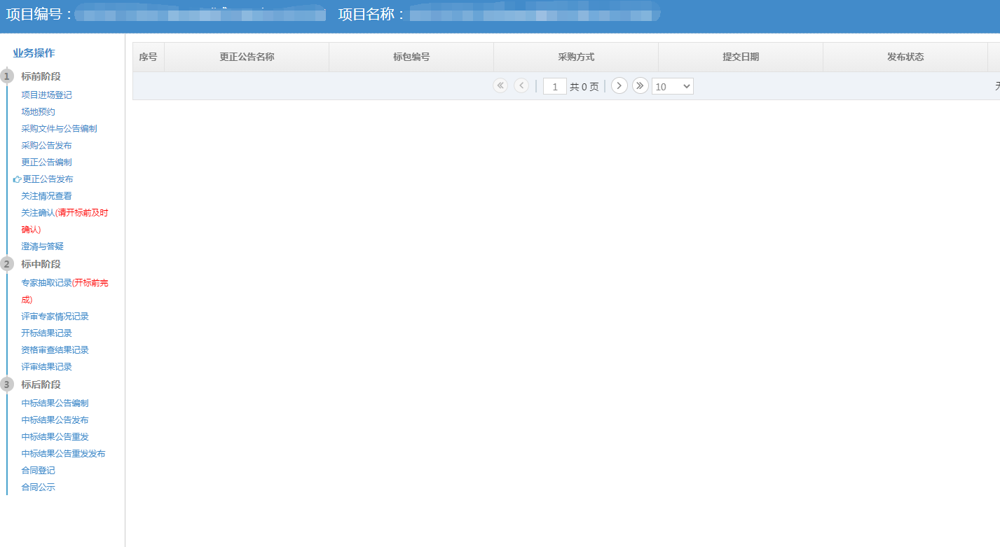 项目编号： 项目名称：
业务操作
1 标前阶段
项目进场登记
场地预约
采购文件与公告编制
采购公告发布
更正公告编制
更正公告发布
关注情况查看
关注确认(请开标前及时
确认)
澄清与答疑
2 标中阶段
专家抽取记录(开标前完
成)
评审专家情况记录
开标结果记录
资格审查结果记录
评审结果记录
3 标后阶段
中标结果公告编制
中标结果公告发布
中标结果公告重发
中标结果公告重发发布
合同登记
合同公示
序号 更正公告名称 标包编号 采购方式 提交日期 发布状态
1 共 0 页 10